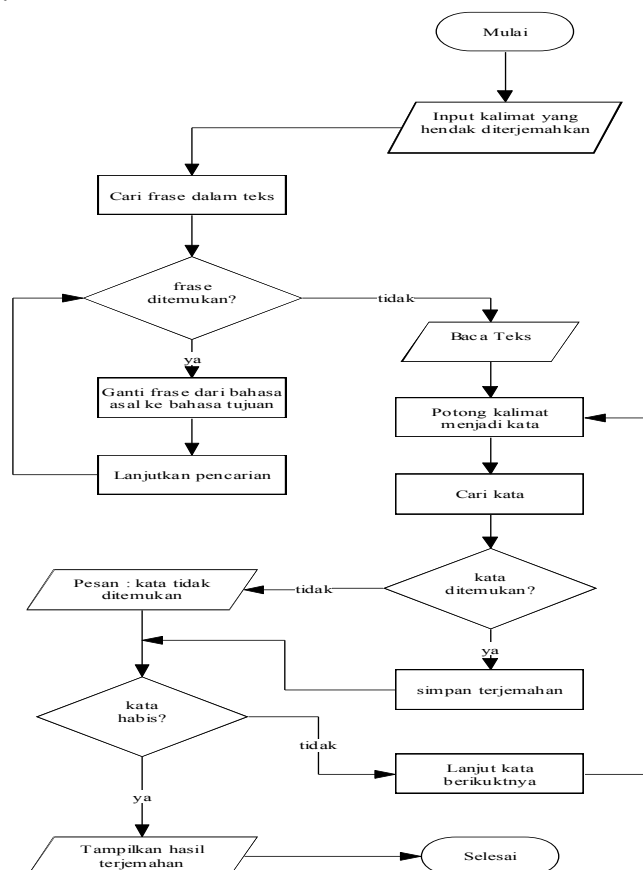 Mulai
Input kalimat yang
hendak diterjemahkan
Cari frase dalam teks
frase
ditemukan?
tidak
Baca Teks
ya
Ganti frase dari bahasa
asal ke bahasa tujuan
Potong kalimat
menjadi kata
Lanjutkan pencarian
Cari kata
kata
ditemukan?
tidak
Pesan : kata tidak
ditemukan
ya
simpan terjemahan
kata
habis?
tidak
Lanjut kata
berikuktnya
ya
Tampilkan hasil
terjemahan
Selesai